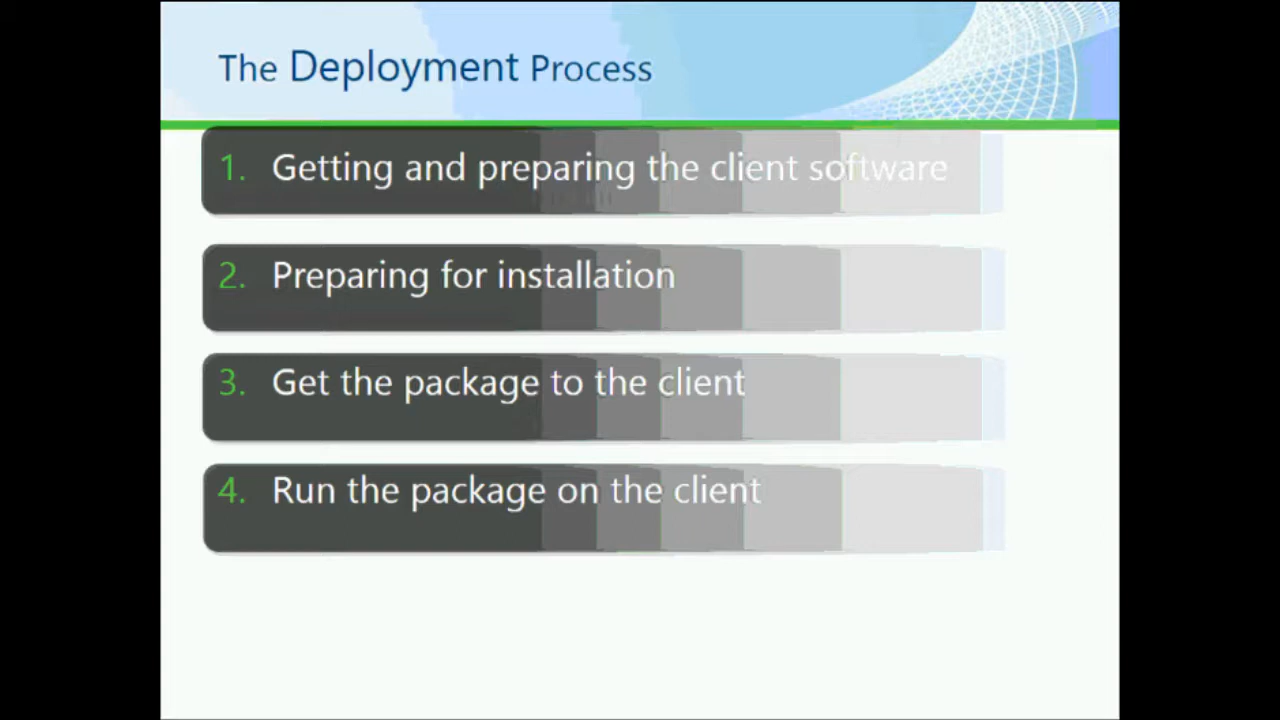 The Deployment Process
1. Getting and preparing the client software
2. Preparing for installation
3. Get the package to the client
4. Run the package on the client